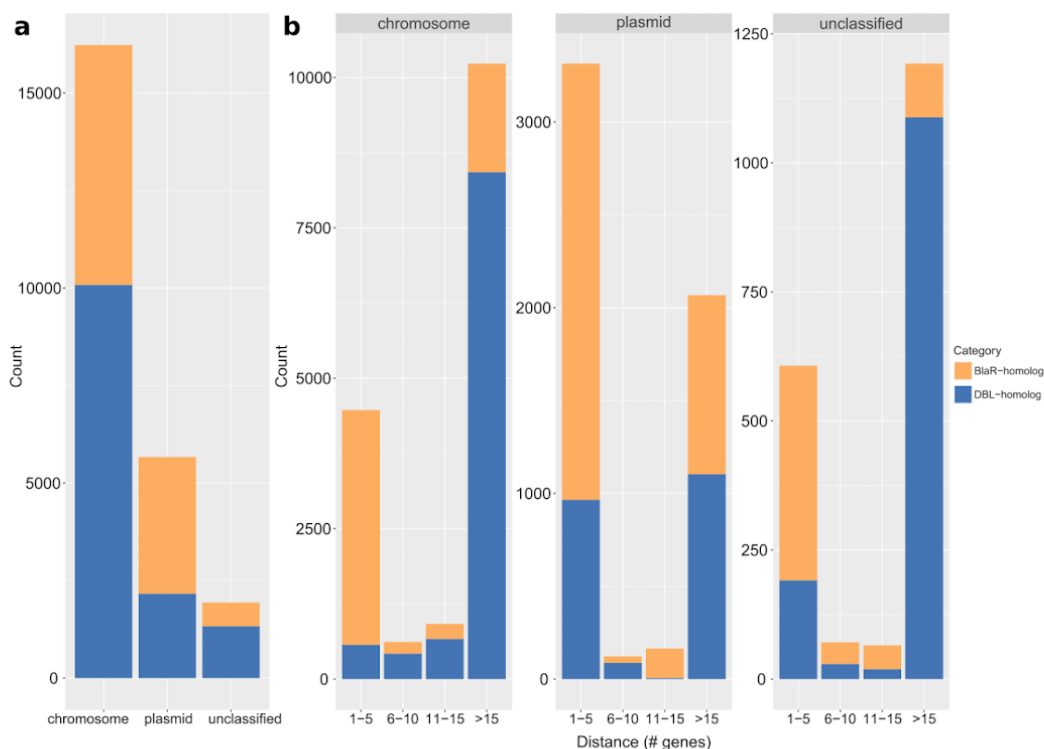 a
Count
15000
10000
5000
0
chromosome plasmid unclassified
b
Count
chromosome
10000
7500
5000
2500
0
1−5 6−10 11−15 >15
plasmid
3000
2000
1000
0
1−5 6−10 11−15 >15
unclassified
1250
1000
750
500
250
0
1−5 6−10 11−15 >15
Distance (# genes)
Category
BlaR−homolog
DBL−homolog